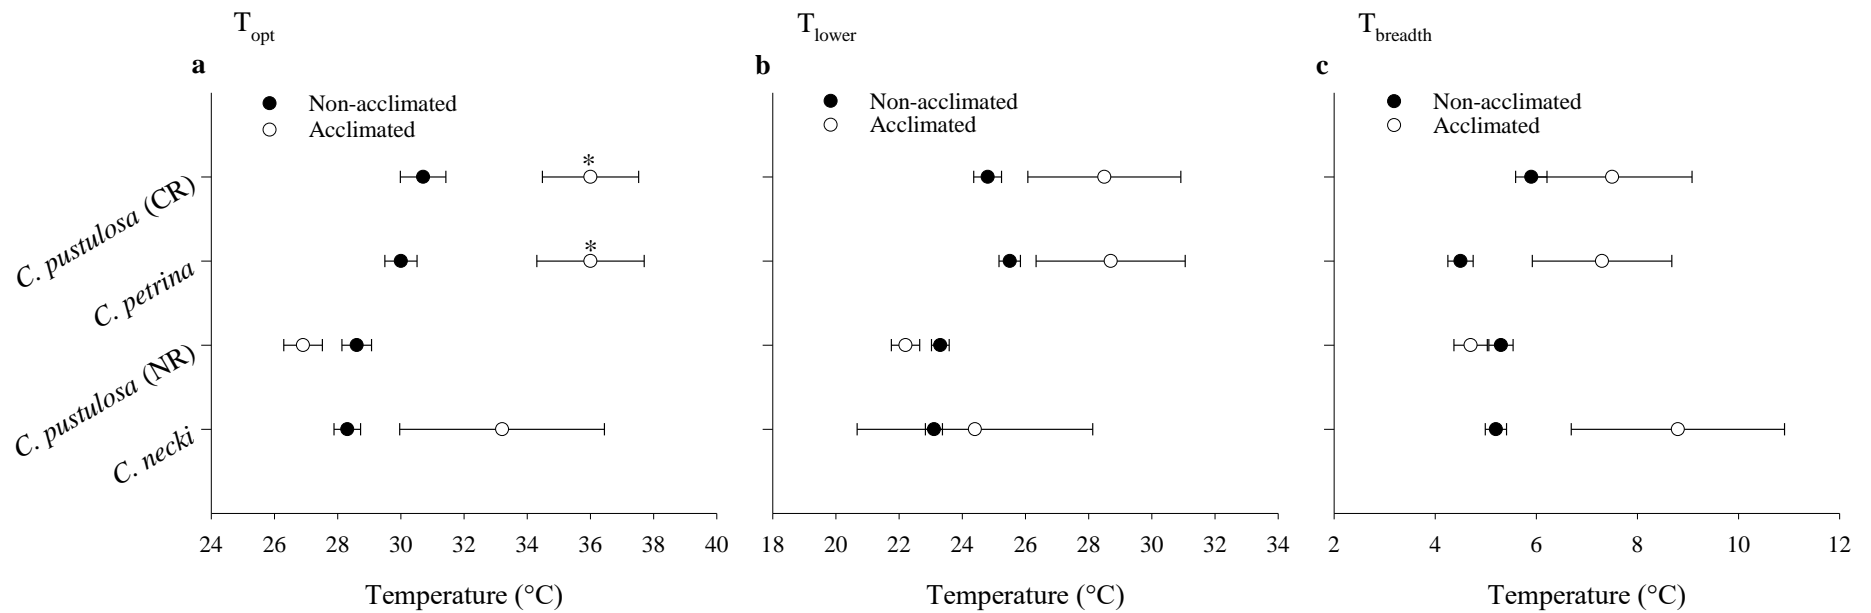 T_opt
a
Non-acclimated
Acclimated
*
*
C. pustulosa (CR)
C. petrina
C. pustulosa (NR)
C. necki
24 26 28 30 32 34 36 38 40
Temperature (°C)
T_lower
b
Non-acclimated
Acclimated
18 20 22 24 26 28 30 32 34
Temperature (°C)
T_breadth
c
Non-acclimated
Acclimated
2 4 6 8 10 12
Temperature (°C)